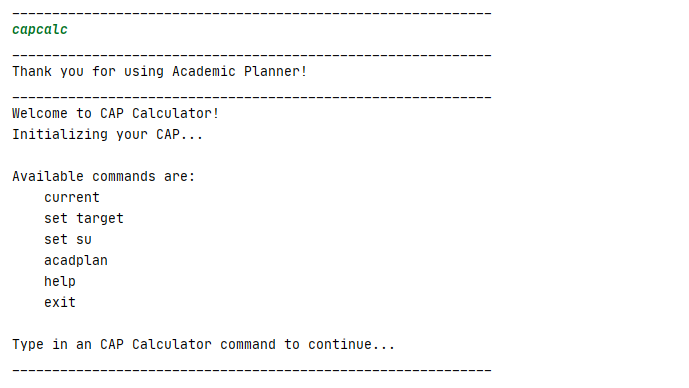 ____________________________________________________________
capcalc
____________________________________________________________
Thank you for using Academic Planner!
____________________________________________________________
Welcome to CAP Calculator!
Initializing your CAP...
Available commands are:
current
set target
set su
acadplan
help
exit
Type in an CAP Calculator command to continue...
____________________________________________________________